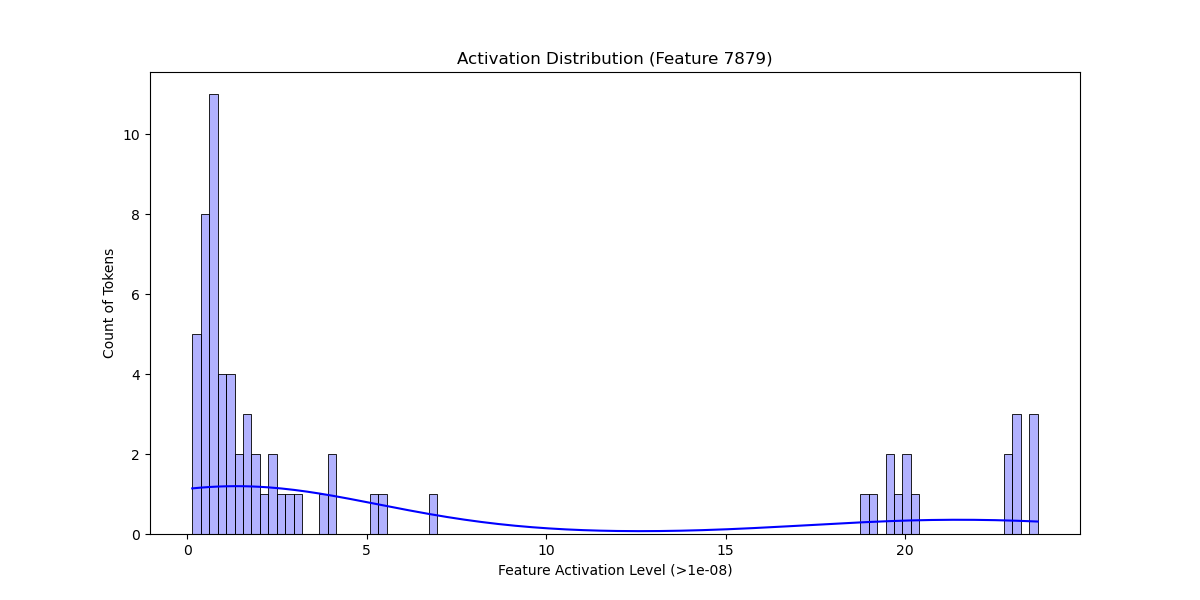 Activation Distribution (Feature 7879)
Count of Tokens
10
8
6
4
2
0
0 5 10 15 20
Feature Activation Level (>1e-08)